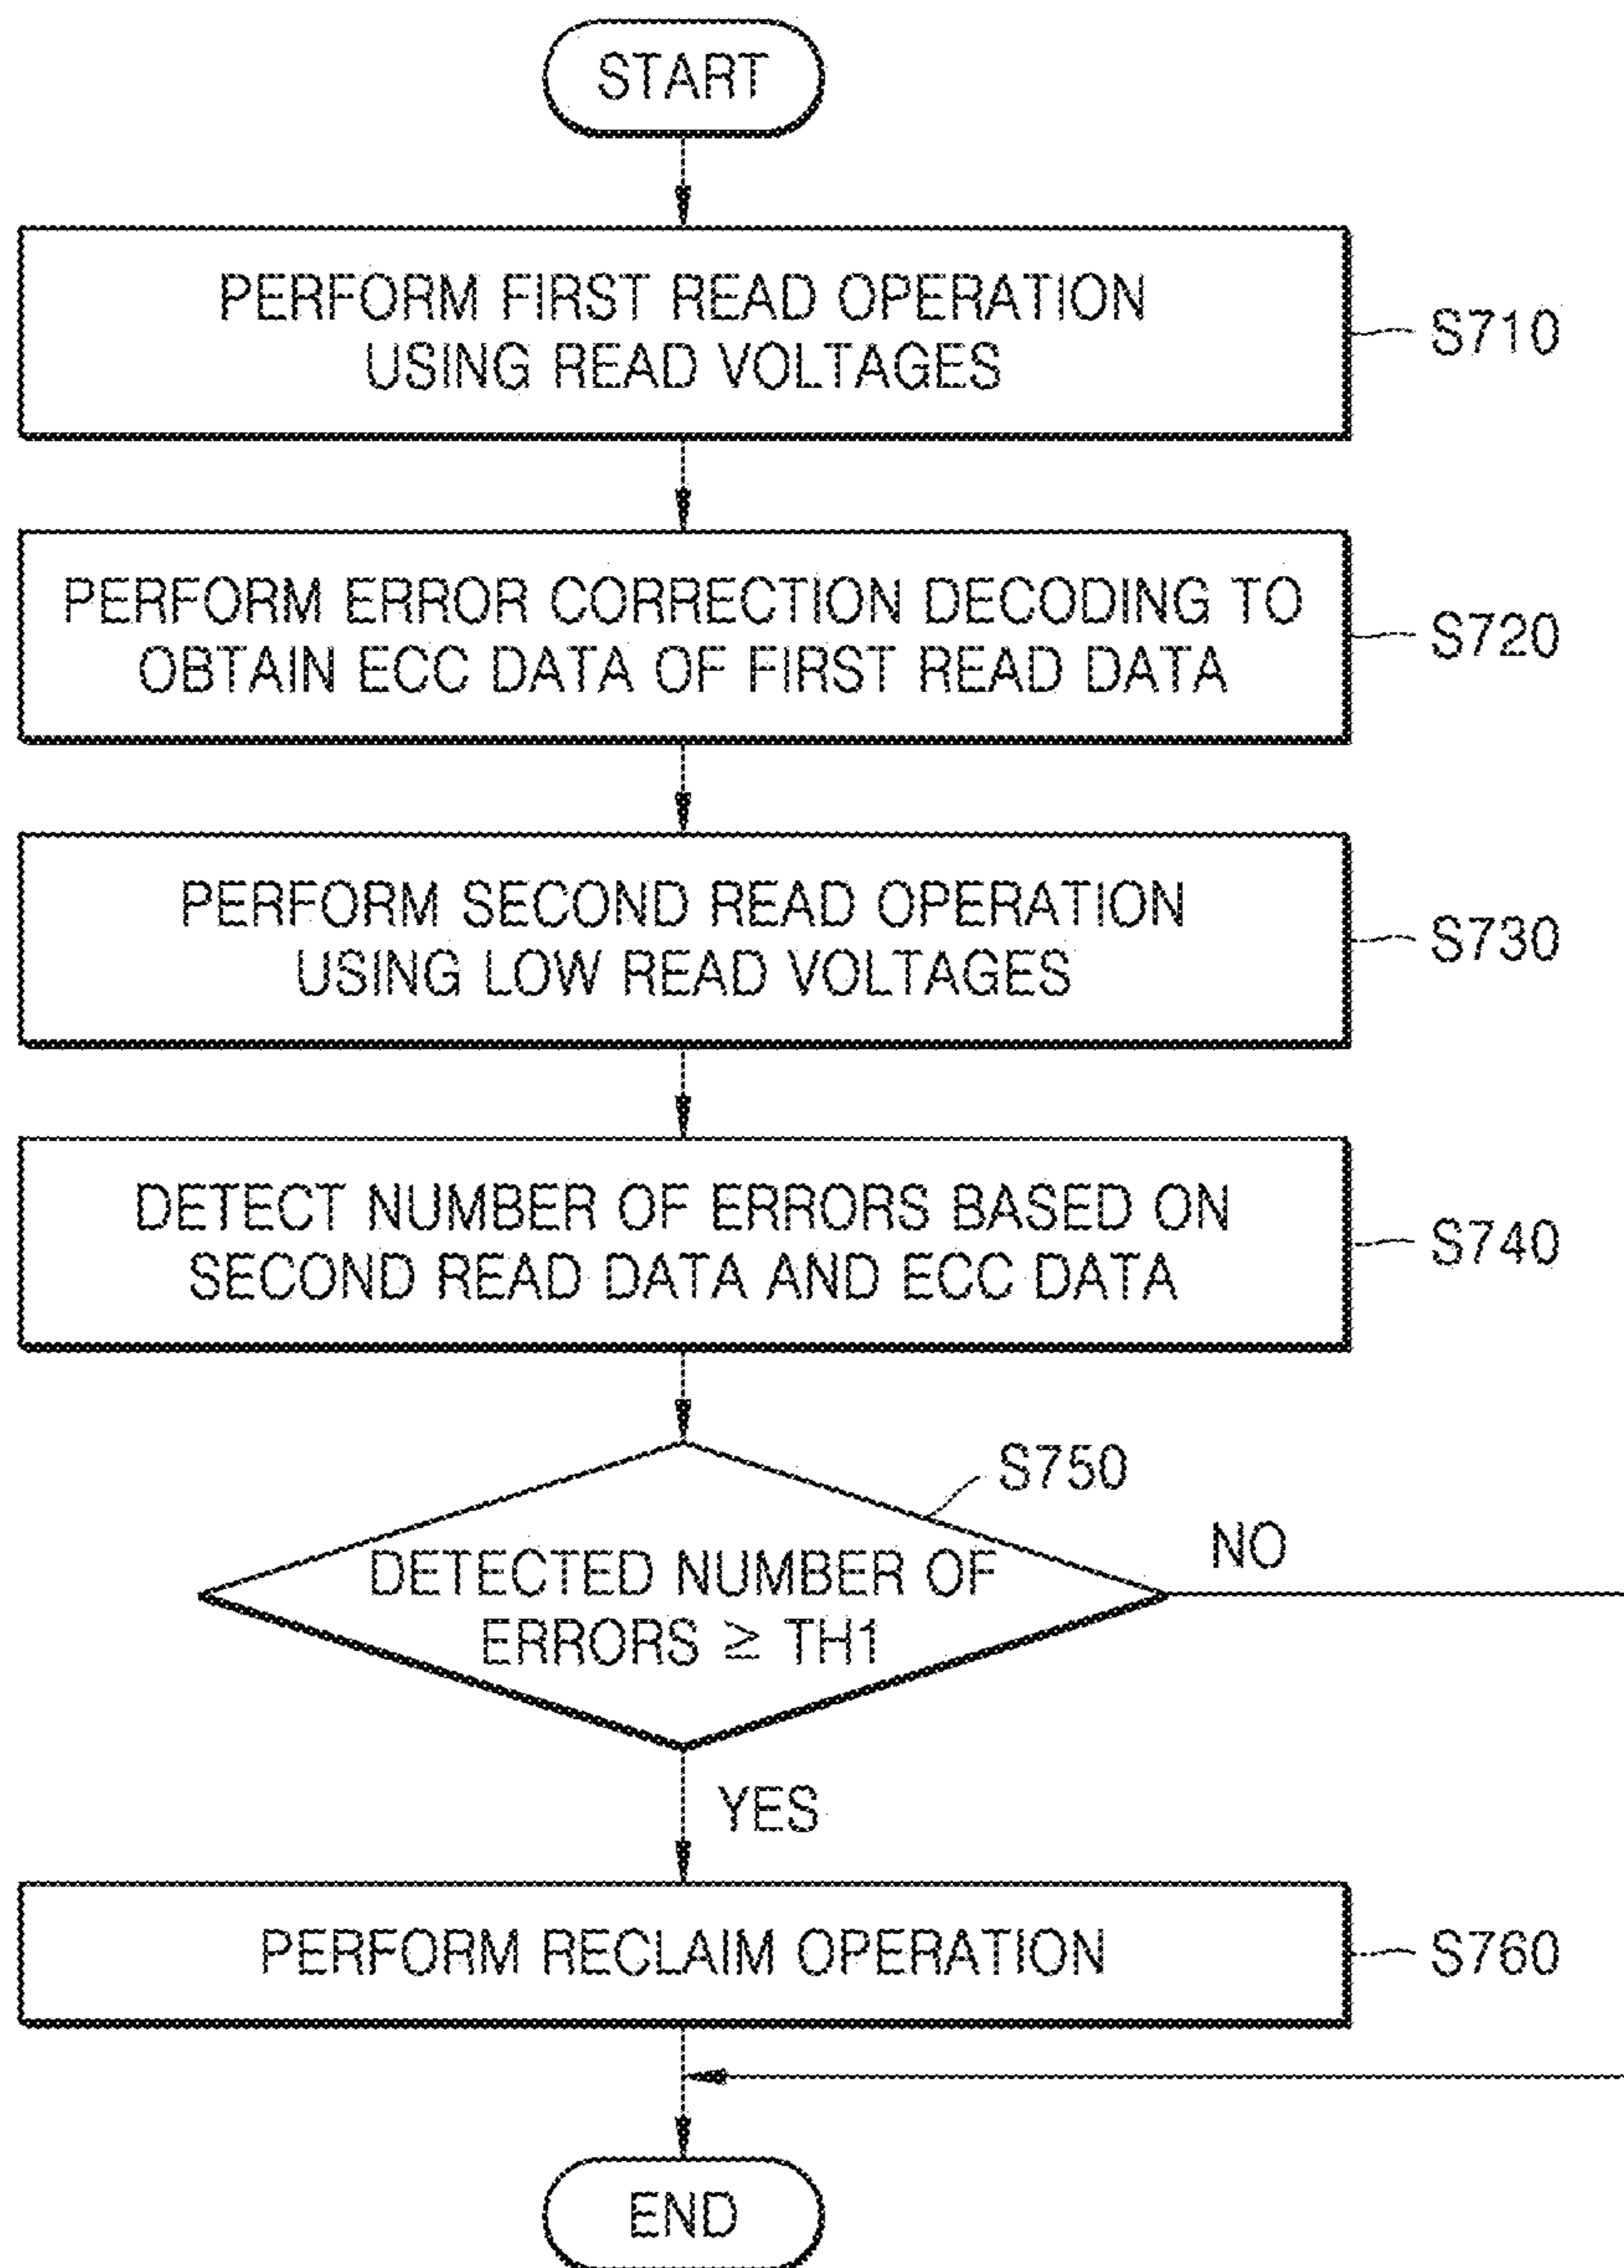 START
PERFORM FIRST READ OPERATION
USING READ VOLTAGES
S710
PERFORM ERROR CORRECTION DECODING TO
OBTAIN ECC DATA OF FIRST READ DATA
S720
PERFORM SECOND READ OPERATION
USING LOW READ VOLTAGES
S730
DETECT NUMBER OF ERRORS BASED ON
SECOND READ DATA AND ECC DATA
S740
S750
DETECTED NUMBER OF
ERRORS ≥ TH1
NO
YES
PERFORM RECLAIM OPERATION
S760
END